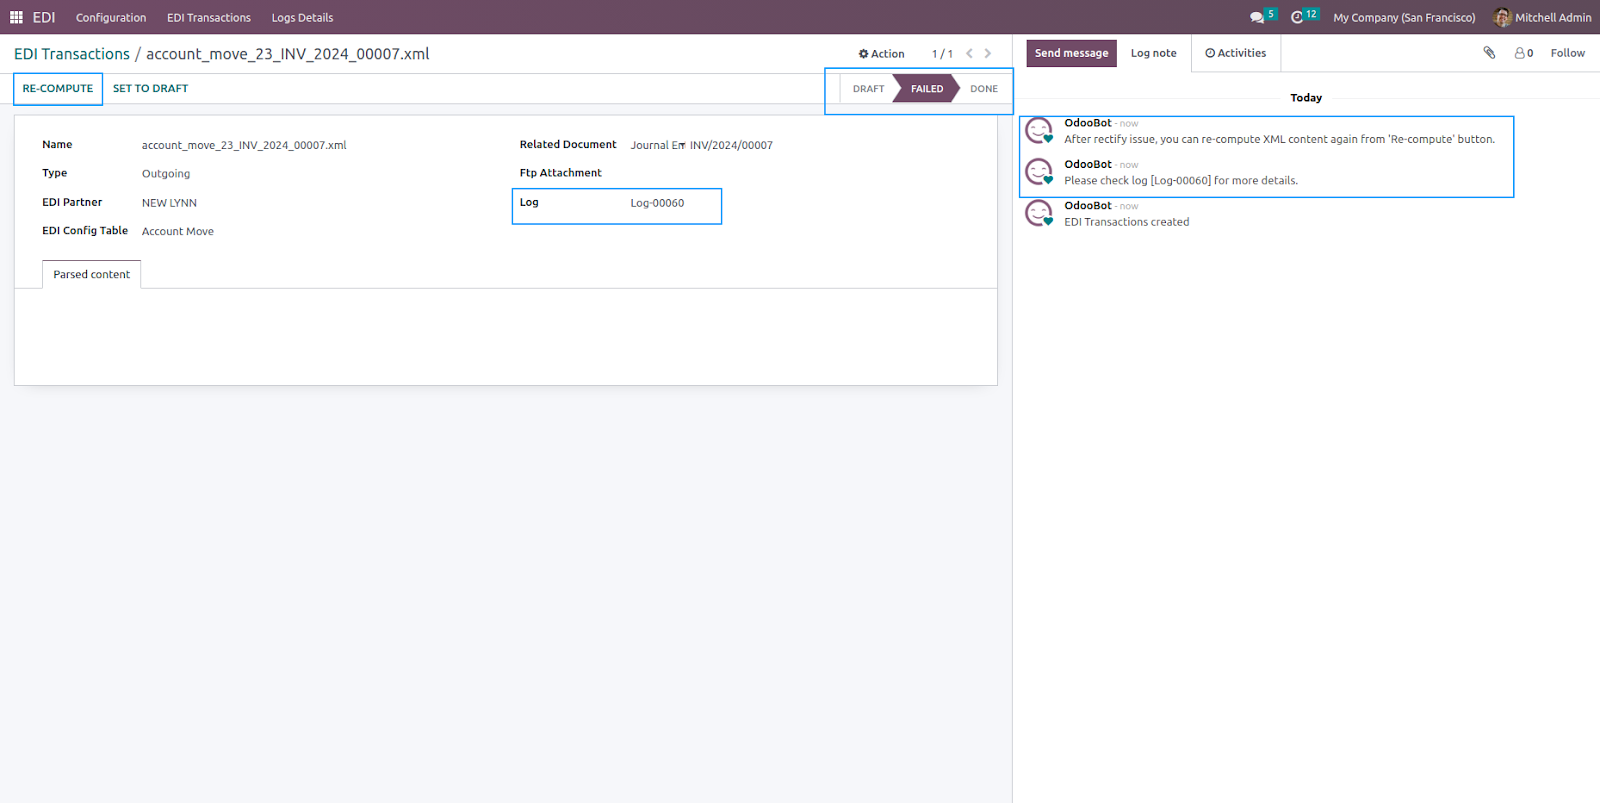 EDI Configuration EDI Transactions Logs Details 5 12 My Company (San Francisco) Mitchell Admin
EDI Transactions / account_move_23_INV_2024_00007.xml Action 1 / 1
RE-COMPUTE SET TO DRAFT DRAFT FAILED DONE
Name account_move_23_INV_2024_00007.xml
Type Outgoing
EDI Partner NEW LYNN
EDI Config Table Account Move
Related Document Journal En INV/2024/00007
Ftp Attachment
Log Log-00060
Parsed content
Send message Log note Activities 0 Follow
Today
OdooBot - now
After rectify issue, you can re-compute XML content again from 'Re-compute' button.
OdooBot - now
Please check log [Log-00060] for more details.
OdooBot - now
EDI Transactions created